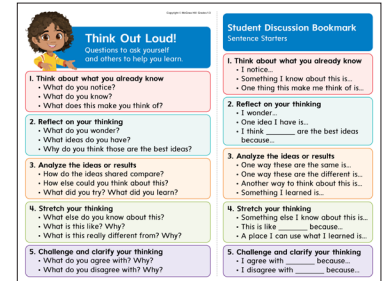 Think Out Loud!
Questions to ask yourself
and others to help you learn.
1. Think about what you already know
• What do you notice?
• What do you know?
• What does this make you think of?
2. Reflect on your thinking
• What do you wonder?
• What ideas do you have?
• Why do you think those are the best ideas?
3. Analyze the ideas or results
• How do the ideas shared compare?
• How else could you think about this?
• What did you try? What did you learn?
4. Stretch your thinking
• What else do you know about this?
• What is this like? Why?
• What is this really different from? Why?
5. Challenge and clarify your thinking
• What do you agree with? Why?
• What do you disagree with? Why?
Student Discussion Bookmark
Sentence Starters
1. Think about what you already know
• I notice...
• Something I know about this is...
• One thing this make me think of is...
2. Reflect on your thinking
• I wonder...
• One idea I have is...
• I think ______ are the best ideas
because...
3. Analyze the ideas or results
• One way these are the same is...
• One way these are the different is...
• Another way to think about this is...
• Something I learned is...
4. Stretch your thinking
• Something else I know about this is...
• This is like ______ because...
• A place I can use what I learned is...
5. Challenge and clarify your thinking
• I agree with ______ because...
• I disagree with ______ because...